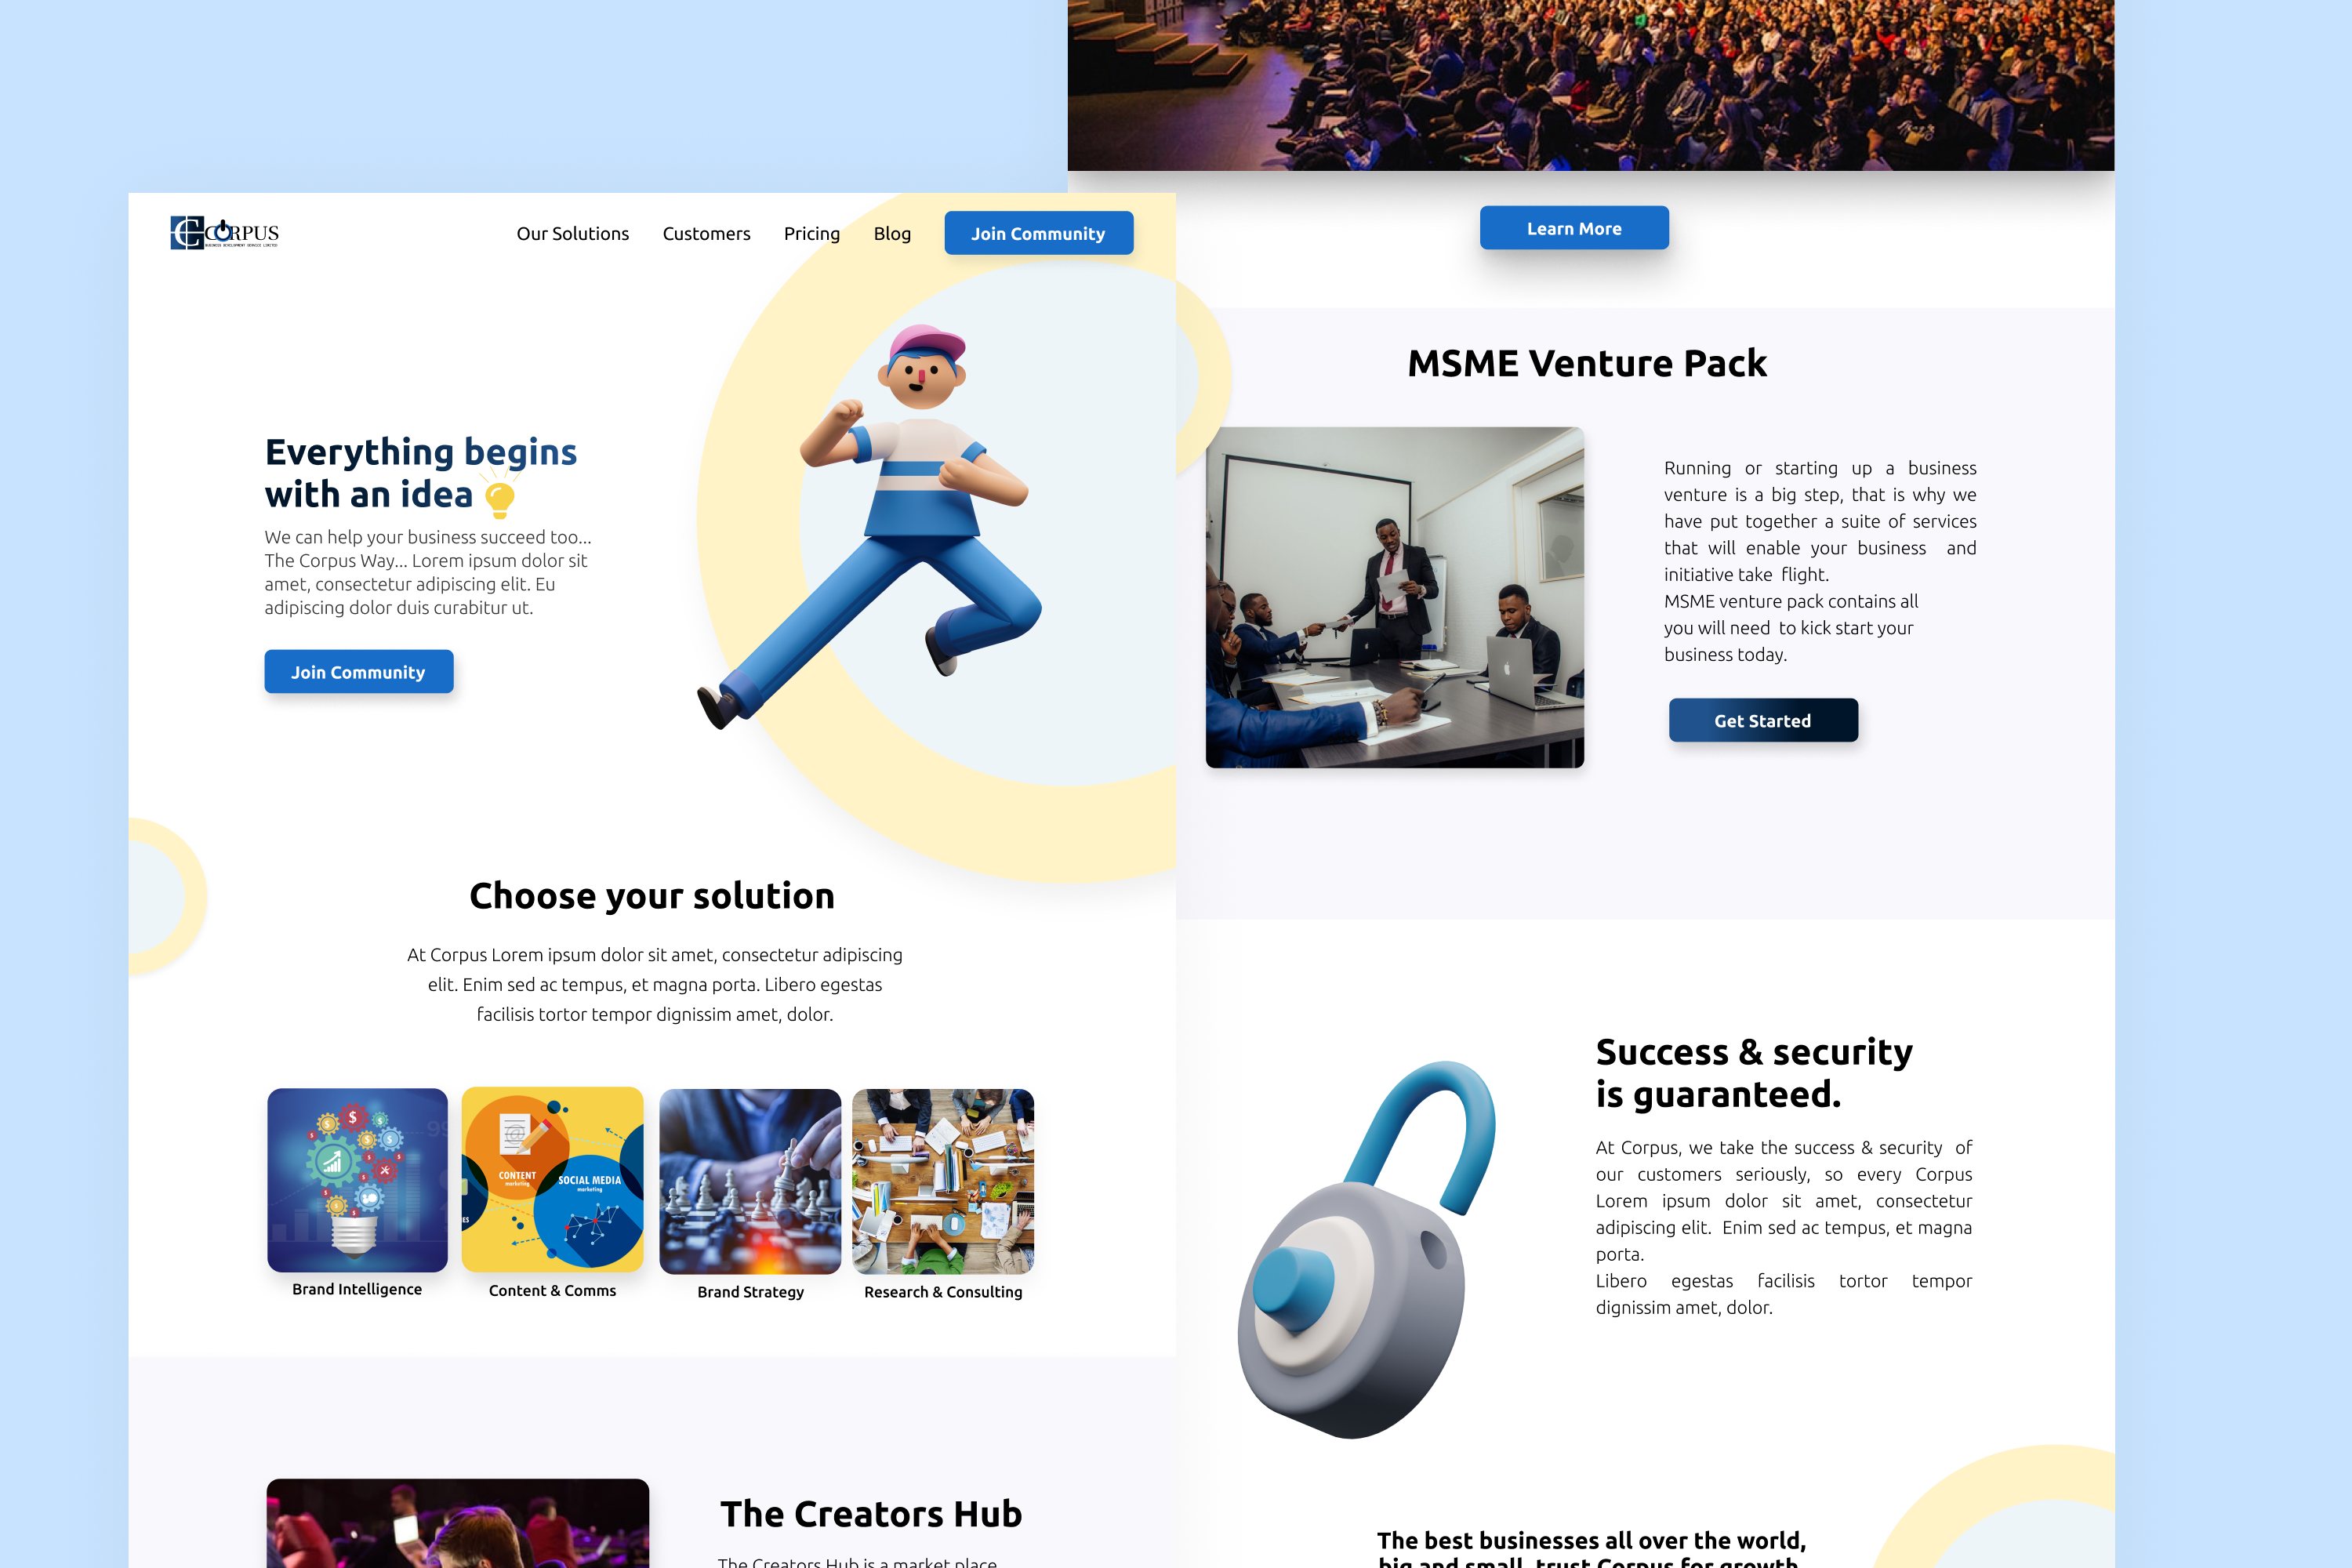 CORPUS
BUSINESS DEVELOPMENT SERVICE LIMITED
Our Solutions
Customers
Pricing
Blog
Join Community
Everything begins
with an idea
We can help your business succeed too...
The Corpus Way... Lorem ipsum dolor sit
amet, consectetur adipiscing elit. Eu
adipiscing dolor duis curabitur ut.
Join Community
Choose your solution
At Corpus Lorem ipsum dolor sit amet, consectetur adipiscing
elit. Enim sed ac tempus, et magna porta. Libero egestas
facilisis tortor tempor dignissim amet, dolor.
CONTENT
marketing
SOCIAL MEDIA
marketing
Brand Intelligence
Content & Comms
Brand Strategy
Research & Consulting
The Creators Hub
The Creators Hub is a market place
Learn More
MSME Venture Pack
Running or starting up a business
venture is a big step, that is why we
have put together a suite of services
that will enable your business and
initiative take flight.
MSME venture pack contains all
you will need to kick start your
business today.
Get Started
Success & security
is guaranteed.
At Corpus, we take the success & security of
our customers seriously, so every Corpus
Lorem ipsum dolor sit amet, consectetur
adipiscing elit. Enim sed ac tempus, et magna
porta.
Libero egestas facilisis tortor tempor
dignissim amet, dolor.
The best businesses all over the world,
big and small, trust Corpus for growth